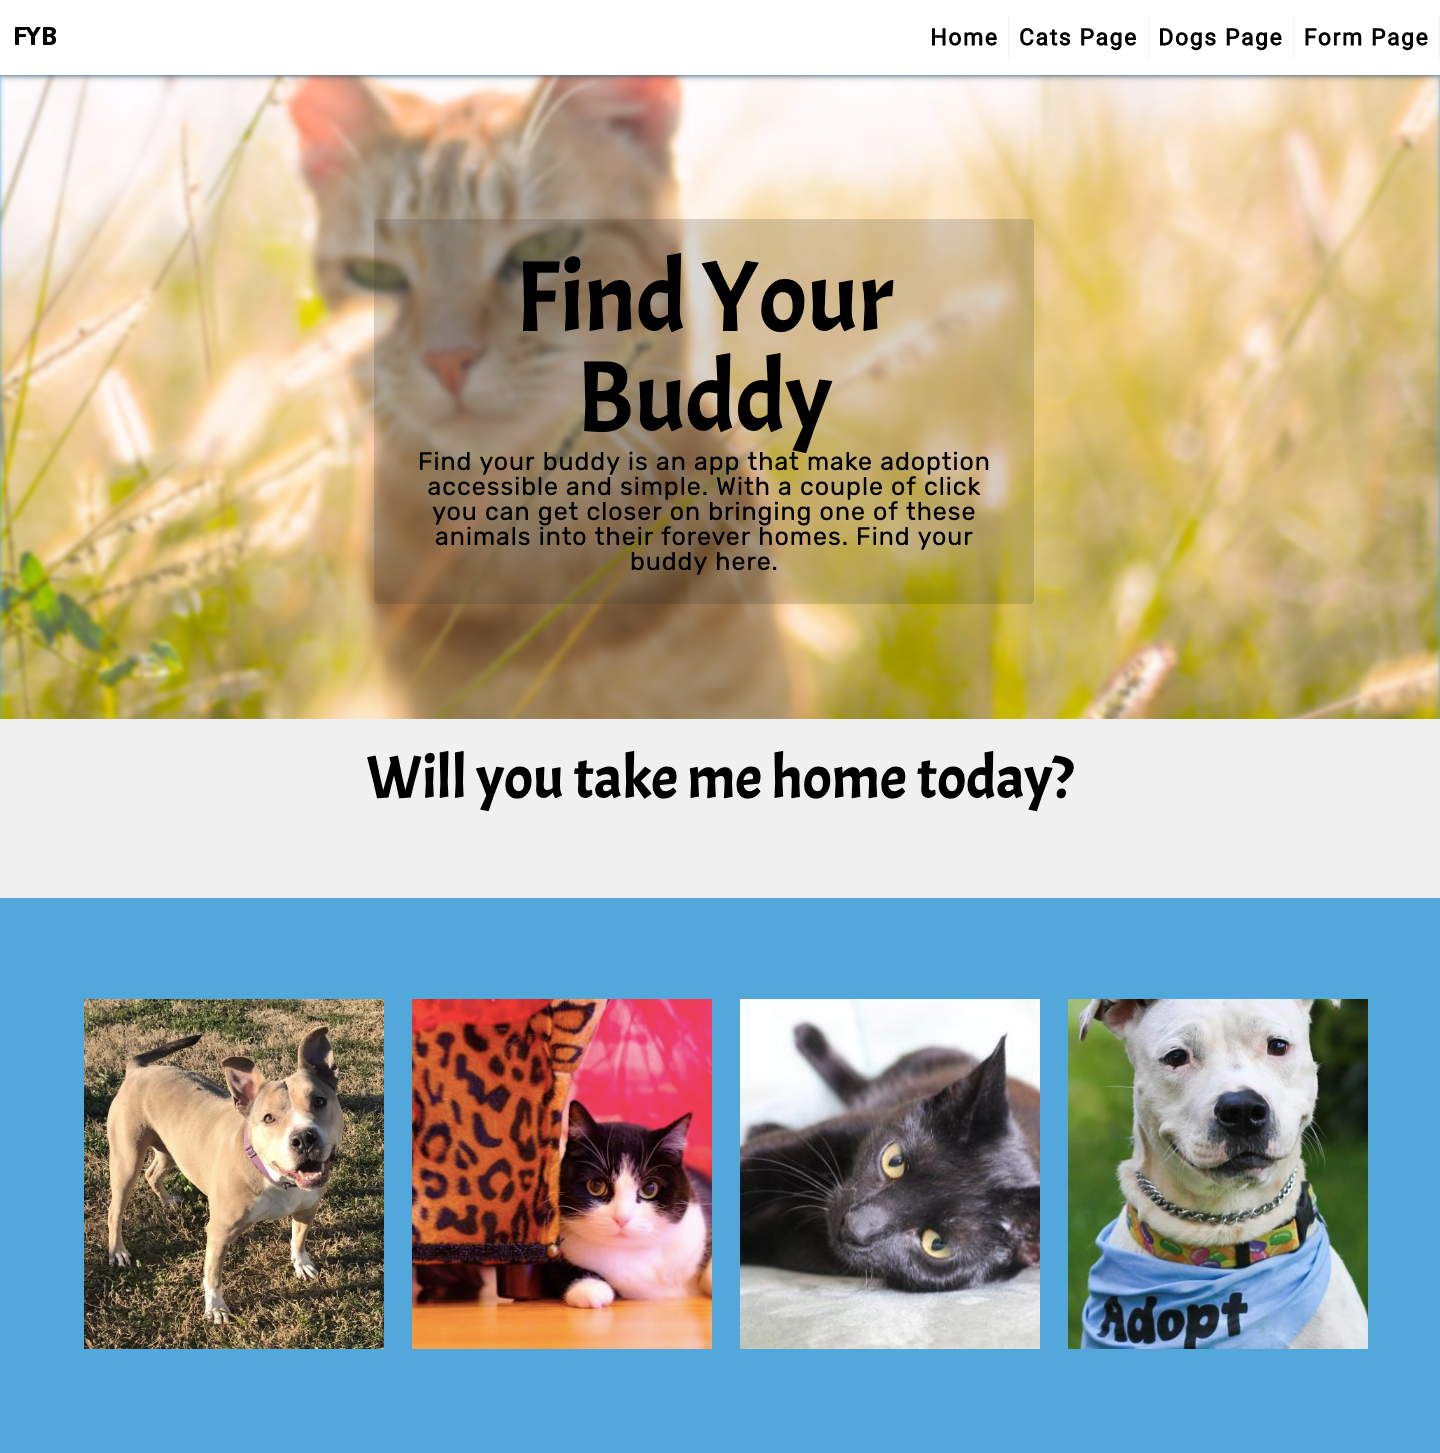 FYB
Home Cats Page Dogs Page Form Page
Find Your
Buddy
Find your buddy is an app that make adoption
accessible and simple. With a couple of click
you can get closer on bringing one of these
animals into their forever homes. Find your
buddy here.
Will you take me home today?
Adopt